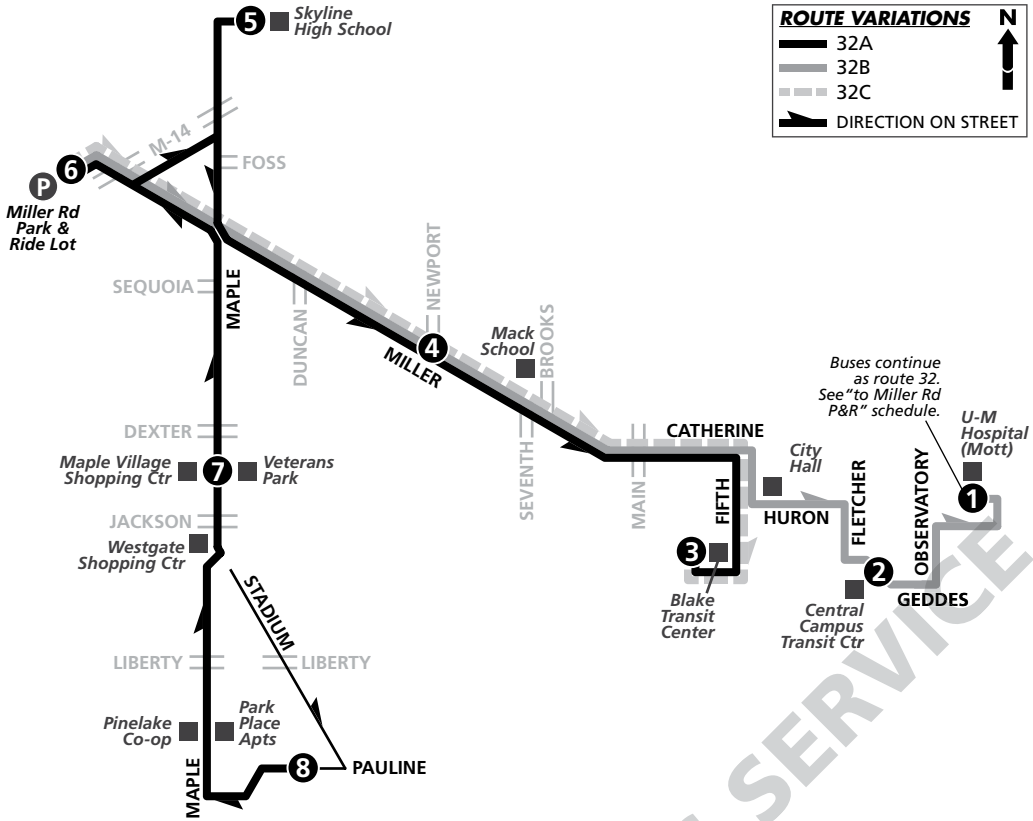 5
Skyline
High School
ROUTE VARIATIONS
32A
32B
32C
DIRECTION ON STREET
N
M-14
6
P
Miller Rd
Park &
Ride Lot
FOSS
SEQUOIA
MAPLE
DUNCAN
NEWPORT
4
MILLER
Mack
School
BROOKS
SEVENTH
MAIN
CATHERINE
FIFTH
3
Blake
Transit
Center
City
Hall
HURON
FLETCHER
2
Central
Campus
Transit Ctr
GEDDES
OBSERVATORY
Buses continue
as route 32.
See“to Miller Rd
P&R” schedule.
U-M
Hospital
(Mott)
1
DEXTER
Maple Village
Shopping Ctr
7
Veterans
Park
JACKSON
Westgate
Shopping Ctr
STADIUM
LIBERTY
LIBERTY
Pinelake
Co-op
Park
Place
Apts
MAPLE
8
PAULINE
SERVICE